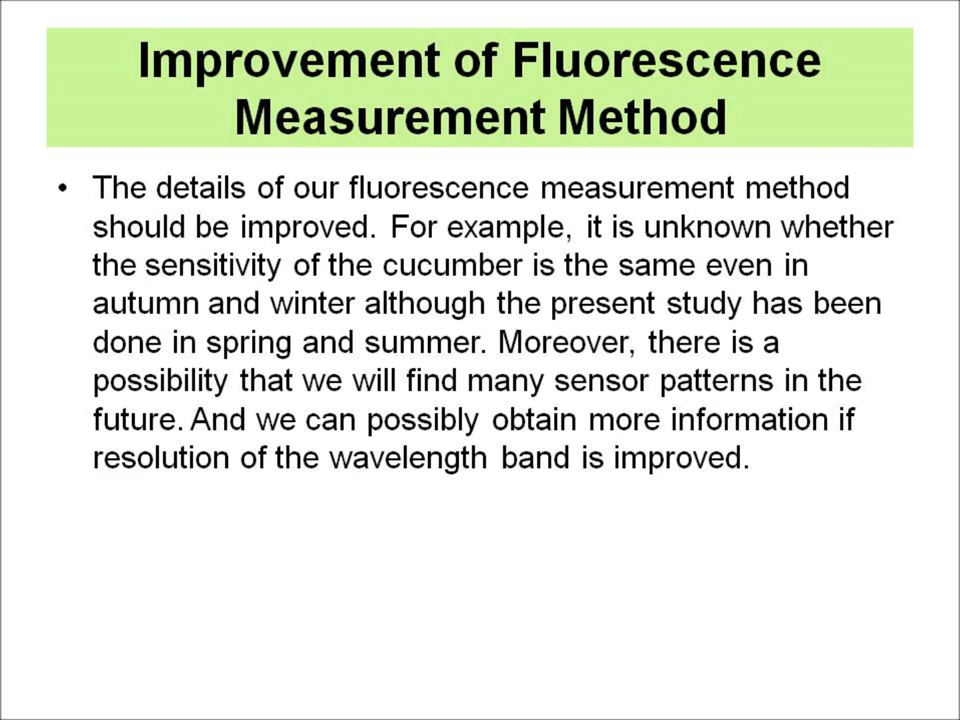 Improvement of Fluorescence
Measurement Method
• The details of our fluorescence measurement method
should be improved. For example, it is unknown whether
the sensitivity of the cucumber is the same even in
autumn and winter although the present study has been
done in spring and summer. Moreover, there is a
possibility that we will find many sensor patterns in the
future. And we can possibly obtain more information if
resolution of the wavelength band is improved.